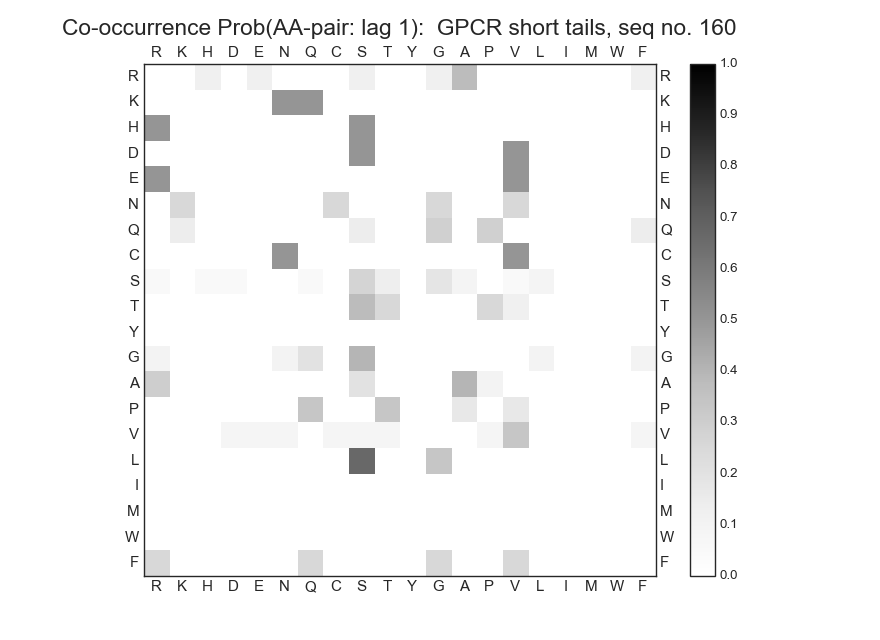 Co-occurrence Prob(AA-pair: lag 1):  GPCR short tails, seq no. 160
R K H D E N Q C S T Y G A P V L I M W F
R R 1.0
K K 0.9
H H
D D 0.8
E E
N N 0.7
Q Q
C C 0.6
S S
T T 0.5
Y Y
G G 0.4
A A
P P 0.3
V V
L L 0.2
I I
M M 0.1
W W
F F 0.0
R K H D E N Q C S T Y G A P V L I M W F